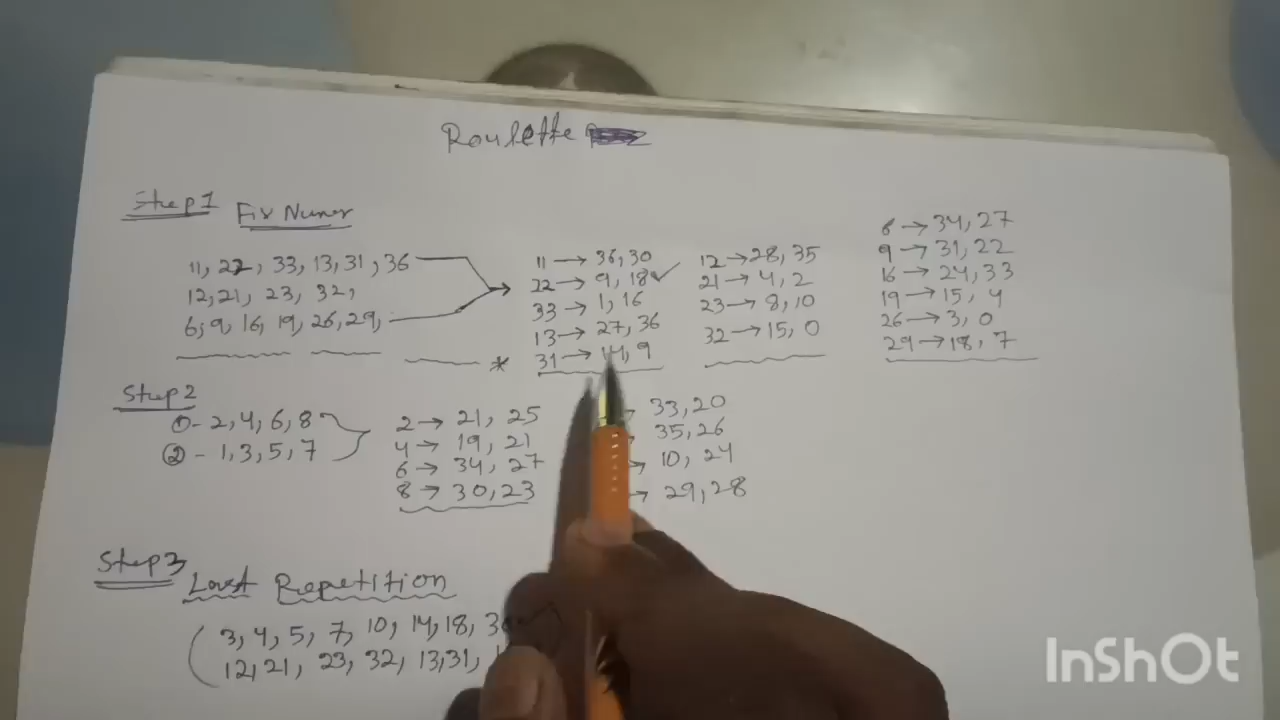 Roulette
Step 1 Fix Numer
11, 22, 33, 13, 31, 36
12, 21, 23, 32,
6, 9, 16, 19, 26, 29,
*
11 → 36, 30
22 → 9, 18 ✓
33 → 1, 16
13 → 27, 36
31 → 14, 9
12 → 28, 35
21 → 4, 2
23 → 8, 10
32 → 15, 0
6 → 34, 27
9 → 31, 22
16 → 24, 33
19 → 15, 4
26 → 3, 0
29 → 18, 7
Step 2
① - 2, 4, 6, 8
② - 1, 3, 5, 7
2 → 21, 25
4 → 19, 21
6 → 34, 27
8 → 30, 23
→ 33, 20
→ 35, 26
→ 10, 24
→ 29, 28
Step 3
Last Repetition
(3, 4, 5, 7, 10, 14, 18,
12, 21, 23, 32, 13, 31,
InShOt